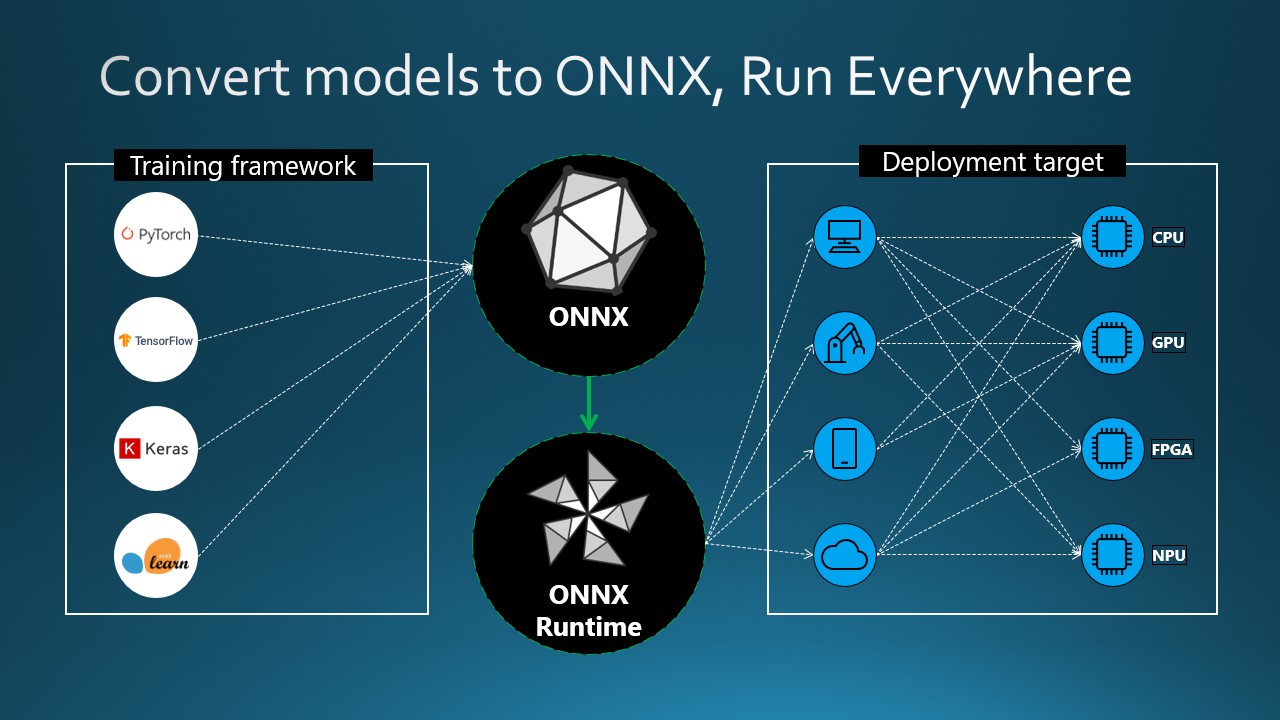 Convert models to ONNX, Run Everywhere
Training framework
PyTorch
TensorFlow
K Keras
scikit
learn
ONNX
ONNX
Runtime
Deployment target
CPU
GPU
FPGA
NPU